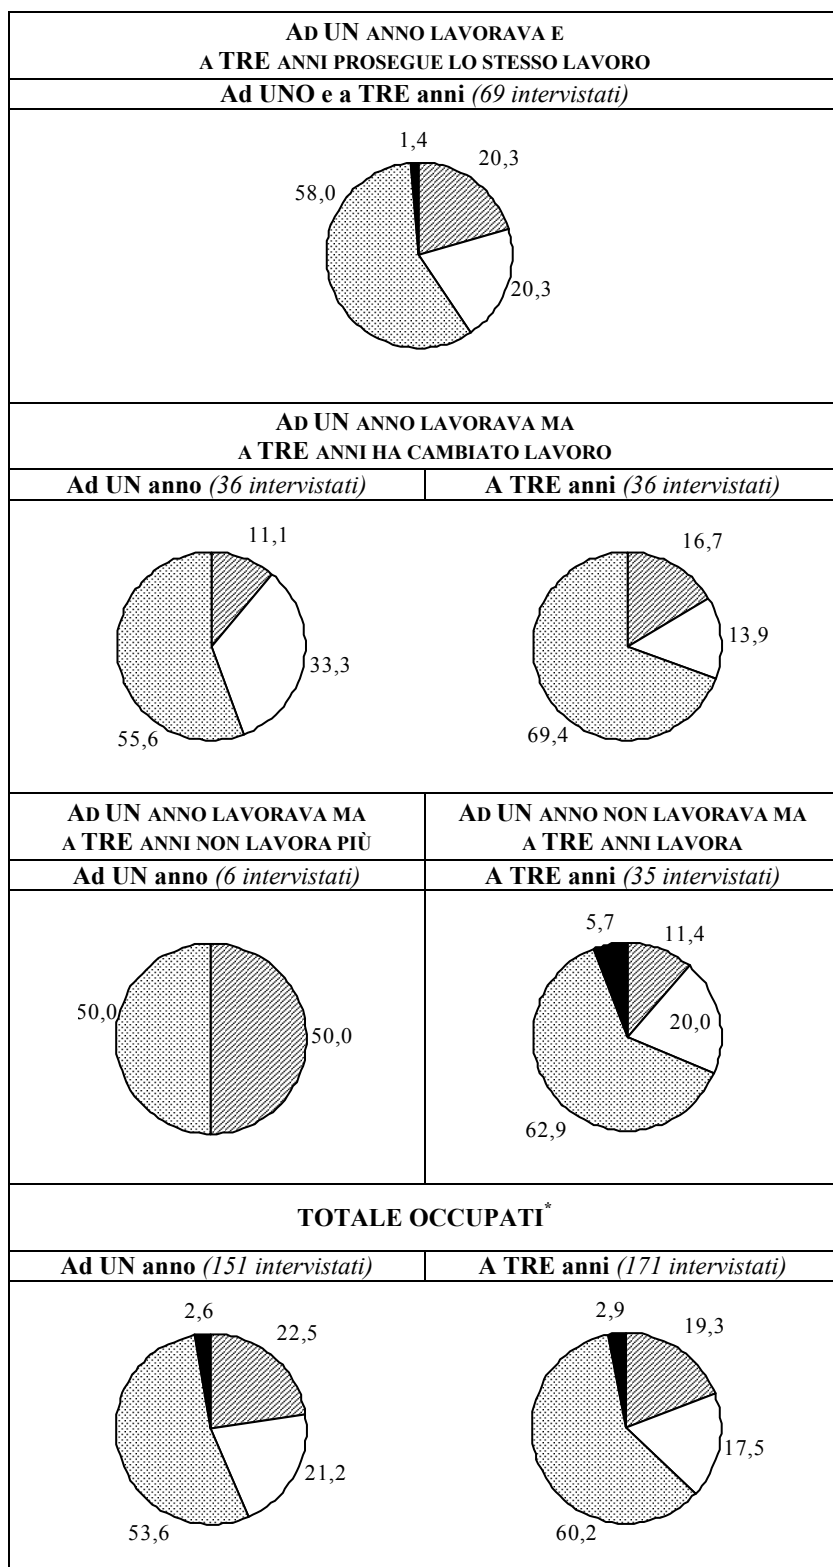 AD UN ANNO LAVORAVA E
A TRE ANNI PROSEGUE LO STESSO LAVORO
Ad UNO e a TRE anni (69 intervistati)
1,4
20,3
58,0
20,3
AD UN ANNO LAVORAVA MA
A TRE ANNI HA CAMBIATO LAVORO
Ad UN anno (36 intervistati)
A TRE anni (36 intervistati)
11,1
33,3
55,6
16,7
13,9
69,4
AD UN ANNO LAVORAVA MA
A TRE ANNI NON LAVORA PIÙ
Ad UN anno (6 intervistati)
50,0
50,0
AD UN ANNO NON LAVORAVA MA
A TRE ANNI LAVORA
A TRE anni (35 intervistati)
5,7
11,4
20,0
62,9
TOTALE OCCUPATI*
Ad UN anno (151 intervistati)
A TRE anni (171 intervistati)
2,6
22,5
21,2
53,6
2,9
19,3
17,5
60,2